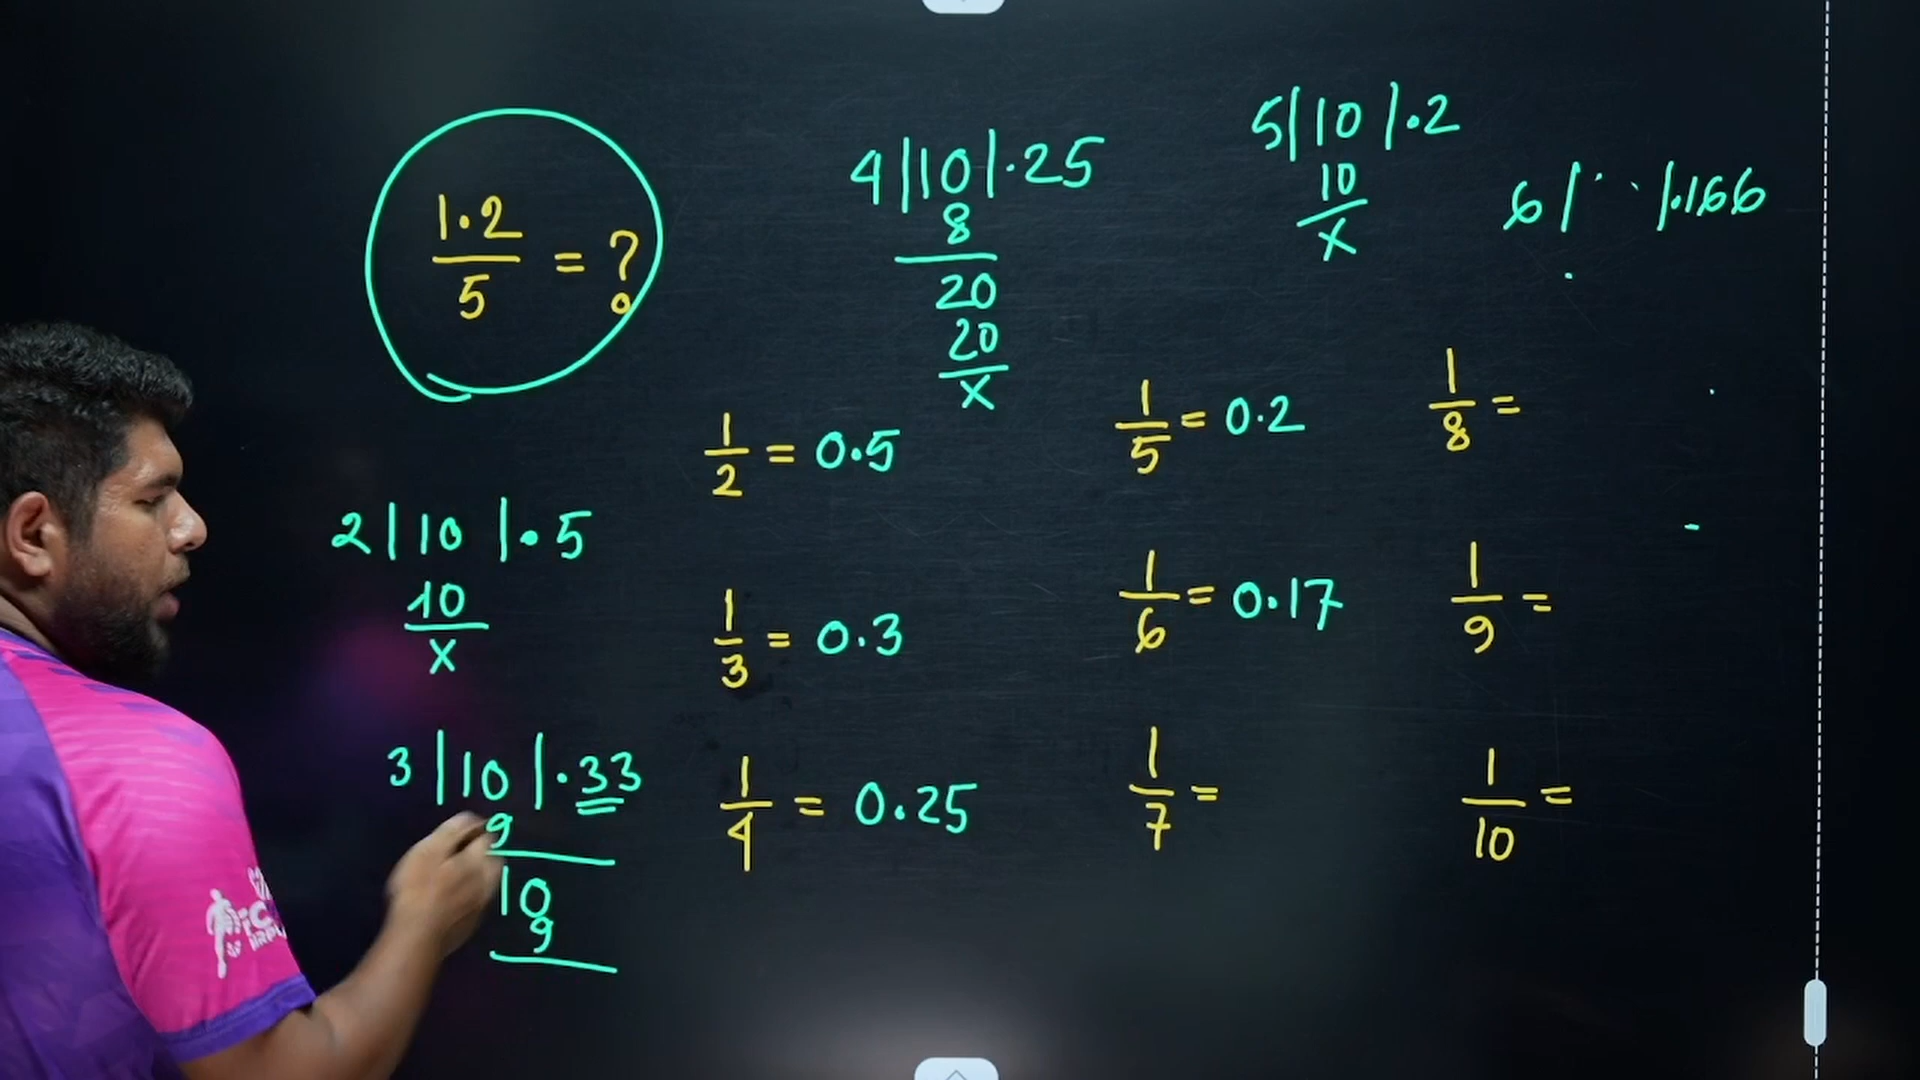 1.2
5
= ?
4|10|.25
8
20
20
x
5|10|.2
10
x
6| |.166
1/2 = 0.5
1/5 = 0.2
1/8 =
2|10|.5
10
x
1/3 = 0.3
1/6 = 0.17
1/9 =
3|10|.33
9
10
9
1/4 = 0.25
1/7 =
1/10 =